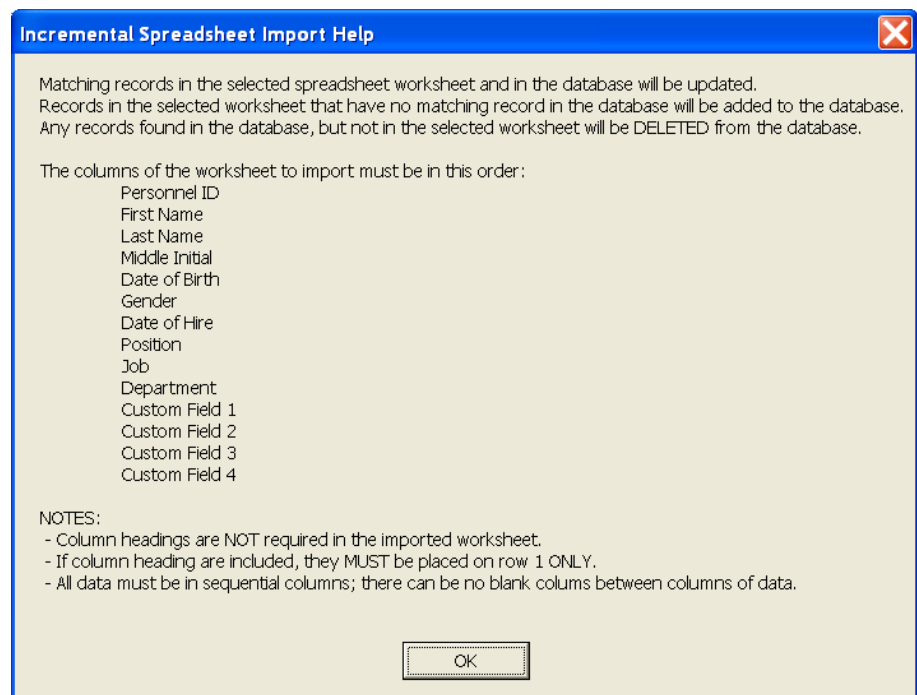 Incremental Spreadsheet Import Help
Matching records in the selected spreadsheet worksheet and in the database will be updated.
Records in the selected worksheet that have no matching record in the database will be added to the database.
Any records found in the database, but not in the selected worksheet will be DELETED from the database.
The columns of the worksheet to import must be in this order:
Personnel ID
First Name
Last Name
Middle Initial
Date of Birth
Gender
Date of Hire
Position
Job
Department
Custom Field 1
Custom Field 2
Custom Field 3
Custom Field 4
NOTES:
- Column headings are NOT required in the imported worksheet.
- If column heading are included, they MUST be placed on row 1 ONLY.
- All data must be in sequential columns; there can be no blank colums between columns of data.
OK